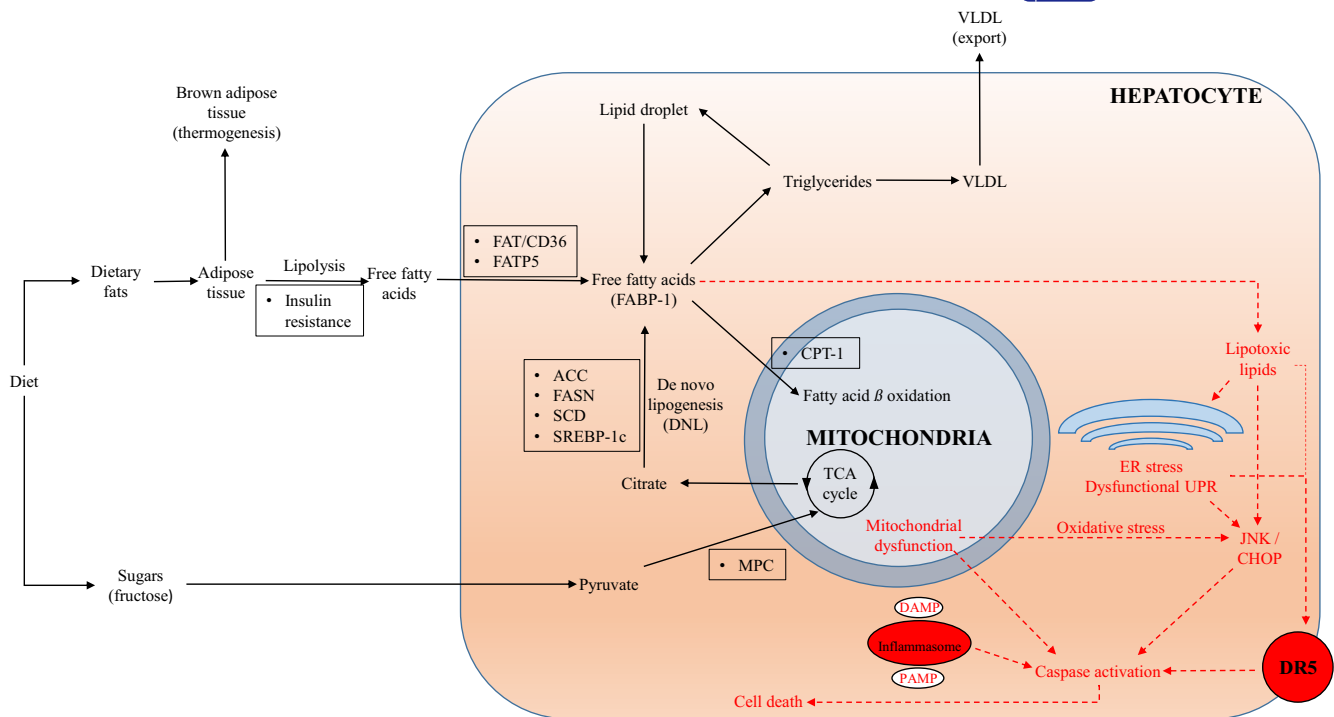 VLDL
(export)
HEPATOCYTE
Brown adipose
tissue
(thermogenesis)
Lipid droplet
Triglycerides
VLDL
• FAT/CD36
• FATP5
Dietary
fats
Adipose
tissue
Lipolysis
• Insulin
resistance
Free fatty
acids
Free fatty acids
(FABP-1)
• CPT-1
Lipotoxic
lipids
Diet
• ACC
• FASN
• SCD
• SREBP-1c
De novo
lipogenesis
(DNL)
Fatty acid ß oxidation
MITOCHONDRIA
Citrate
TCA
cycle
ER stress
Dysfunctional UPR
Mitochondrial
dysfunction
Oxidative stress
JNK /
CHOP
• MPC
Sugars
(fructose)
Pyruvate
DAMP
Inflammasome
PAMP
Caspase activation
DR5
Cell death